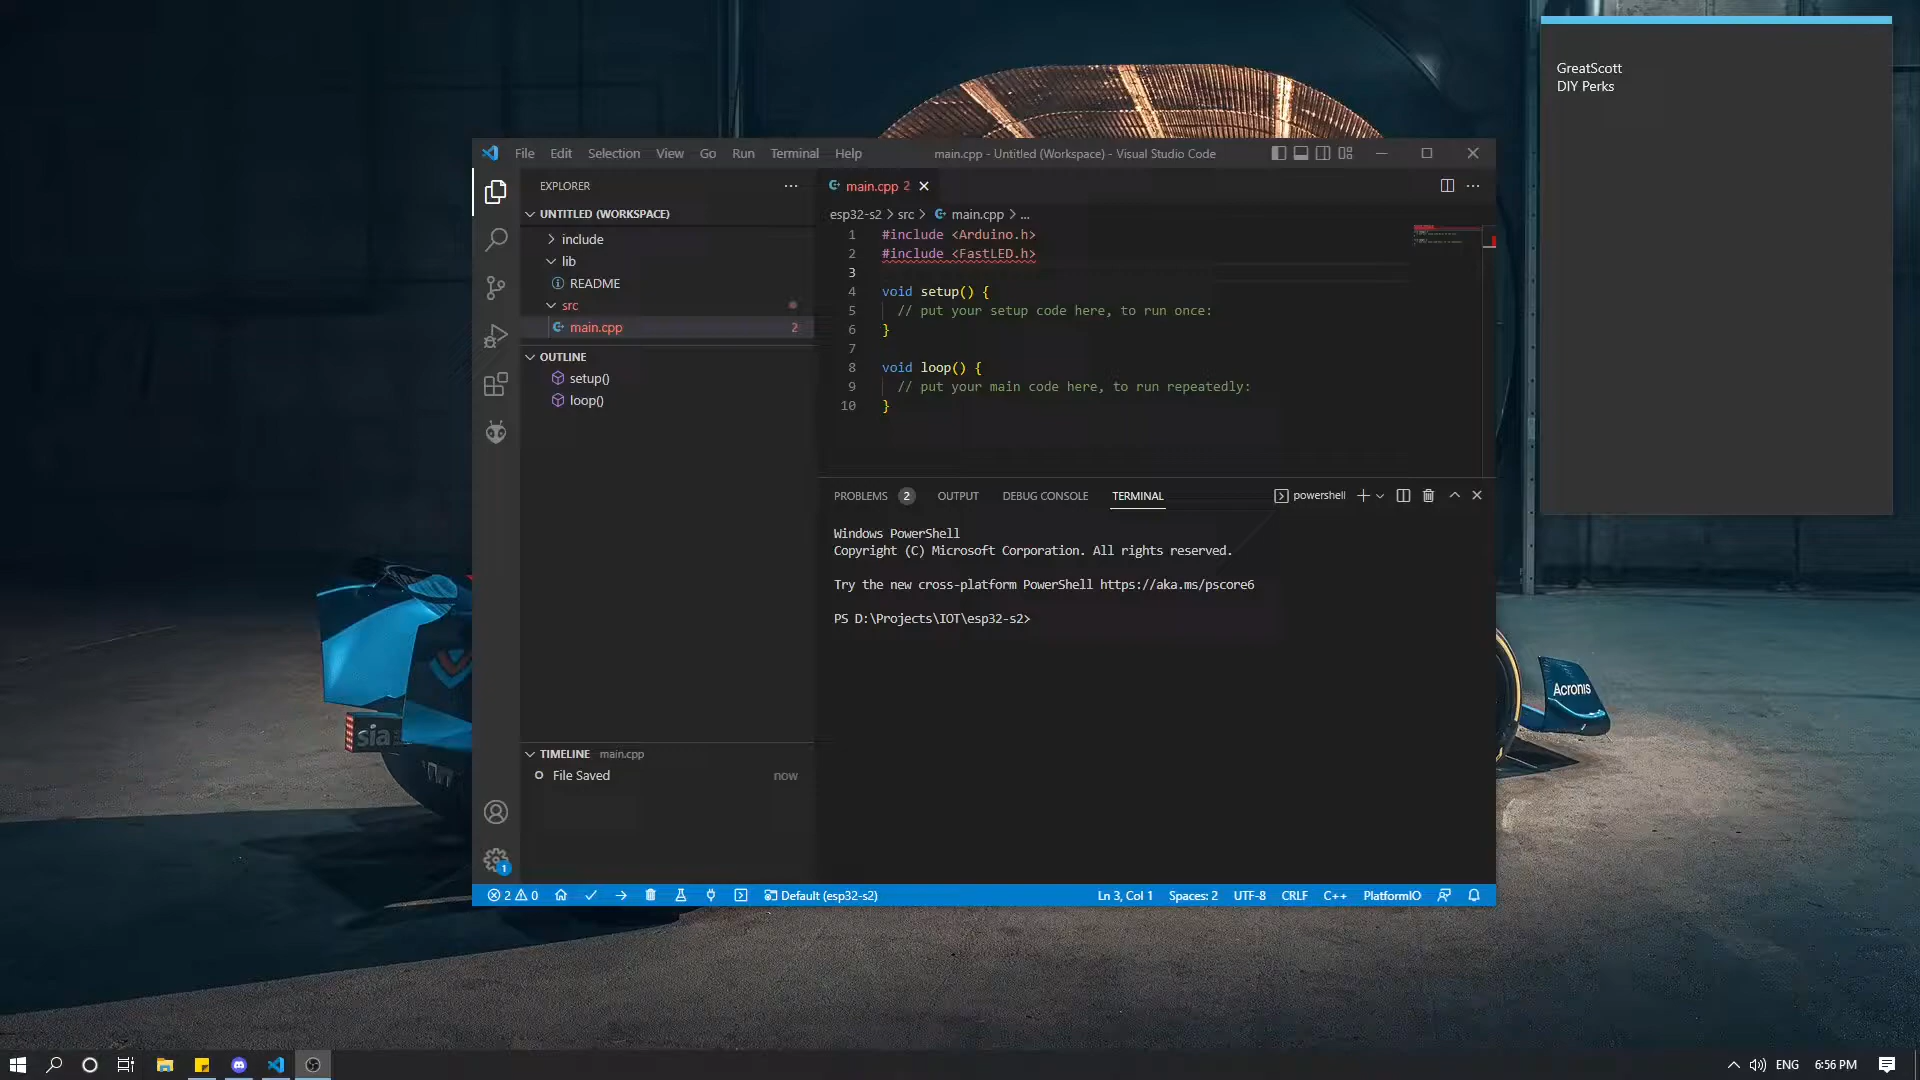 GreatScott
DIY Perks
File Edit Selection View Go Run Terminal Help
main.cpp - Untitled (Workspace) - Visual Studio Code
EXPLORER
UNTITLED (WORKSPACE)
include
lib
README
src
main.cpp 2
OUTLINE
setup()
loop()
TIMELINE main.cpp
File Saved now
1
main.cpp 2
esp32-s2 > src > main.cpp > ...
1 #include <Arduino.h>
2 #include <FastLED.h>
3
4 void setup() {
5 // put your setup code here, to run once:
6 }
7
8 void loop() {
9 // put your main code here, to run repeatedly:
10 }
PROBLEMS 2 OUTPUT DEBUG CONSOLE TERMINAL powershell
Windows PowerShell
Copyright (C) Microsoft Corporation. All rights reserved.
Try the new cross-platform PowerShell https://aka.ms/pscore6
PS D:\Projects\IOT\esp32-s2>
2 0 Default (esp32-s2) Ln 3, Col 1 Spaces: 2 UTF-8 CRLF C++ PlatformIO
Acronis
sia
ENG 6:56 PM